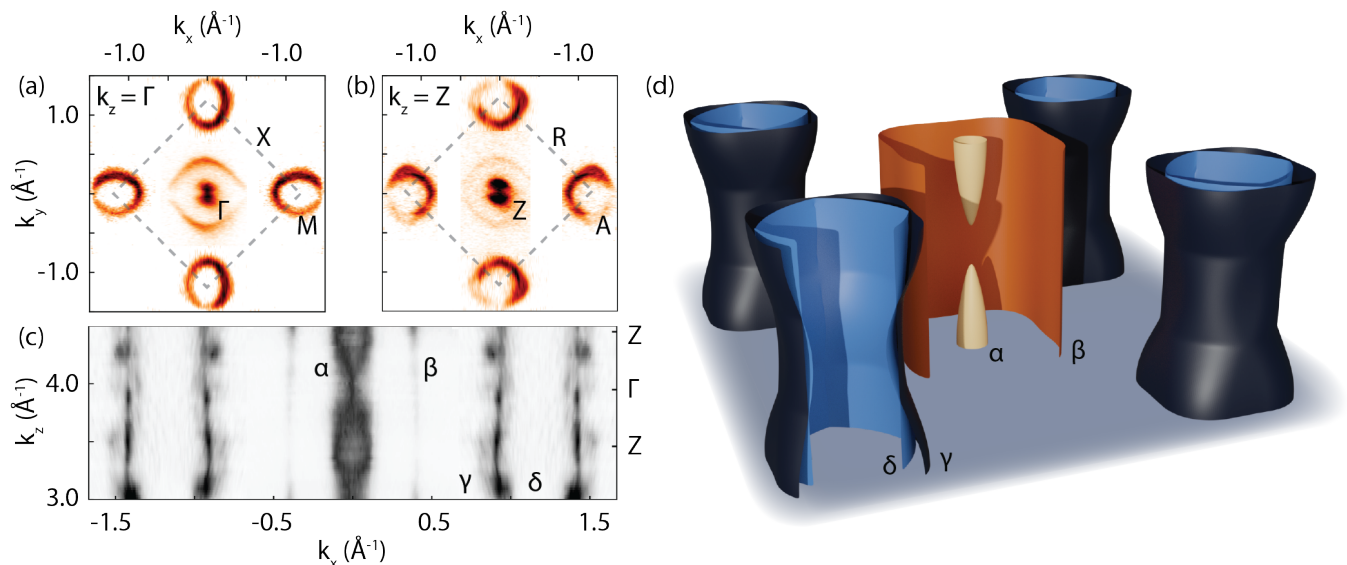 k_x (Å⁻¹)
-1.0 -1.0
(a) k_z = Γ
1.0
-1.0
k_y (Å⁻¹)
X
Γ
M
k_x (Å⁻¹)
-1.0 -1.0
(b) k_z = Z
R
Z
A
(c)
α β
Z
Γ
Z
4.0
3.0
k_z (Å⁻¹)
γ δ
-1.5 -0.5 0.5 1.5
k_x (Å⁻¹)
(d)
α β
δ γ